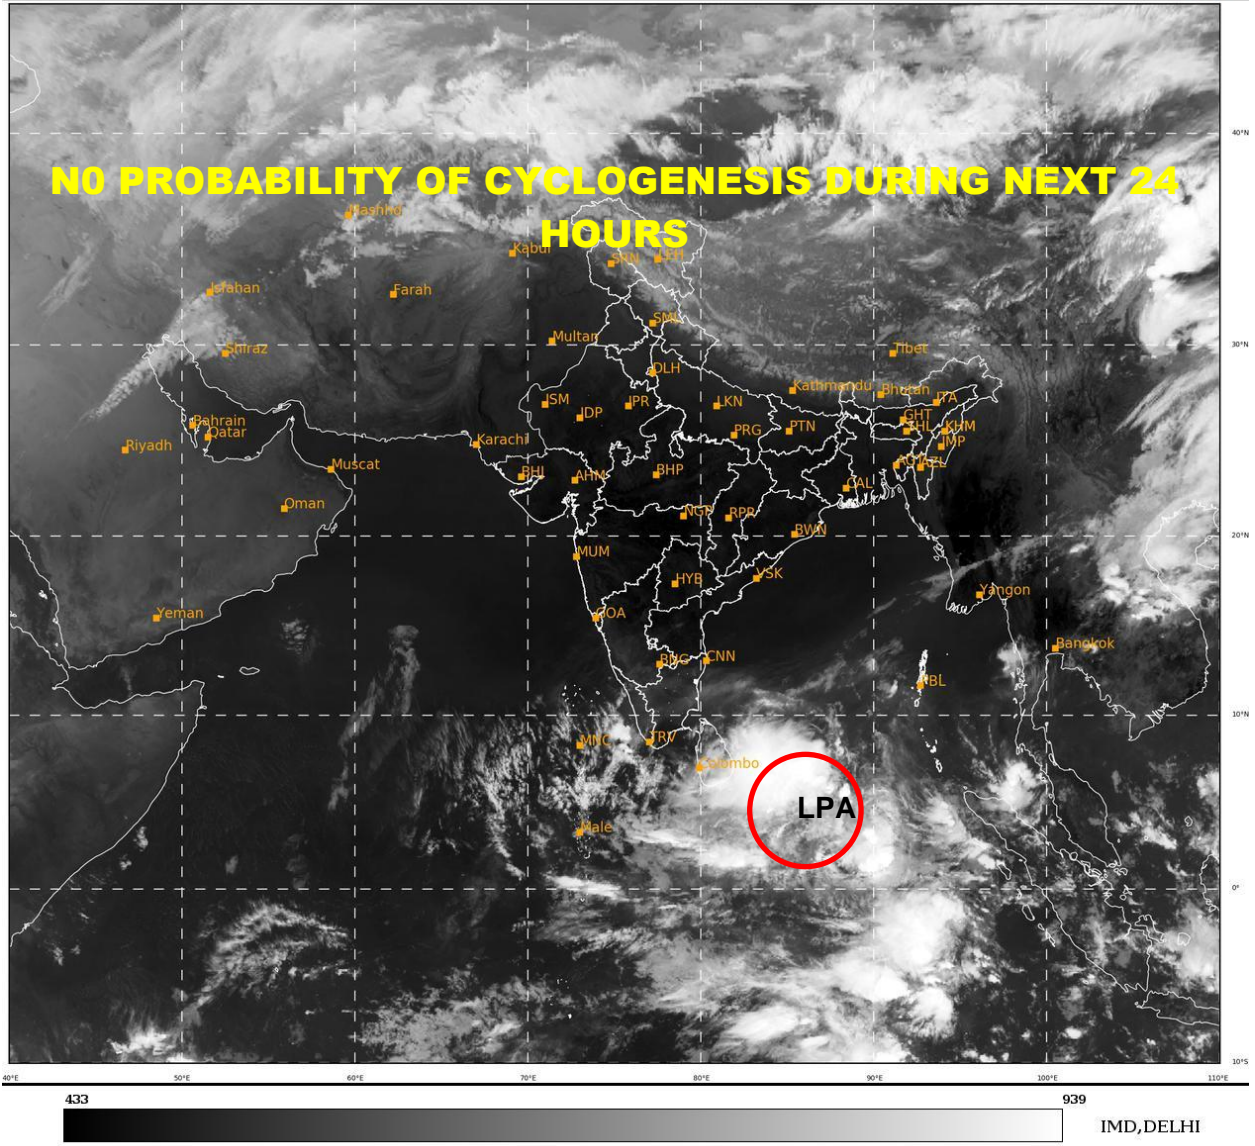 40°N
N0 PROBABILITY OF CYCLOGENESIS DURING NEXT 24
HOURS
Kabul
SRN
LEH
Isfahan
Farah
SML
Multan
Shiraz
30°N
Tibet
DLH
Kathmandu
Bhutan
JSM
JDP
JPR
LKN
ITA
Bahrain
Qatar
GHT
SHL
KHM
PRG
PTN
IMP
Riyadh
Karachi
Muscat
BHJ
AHM
BHP
AGT
AZL
CAL
Oman
NGP
RPR
BWN
20°N
MUM
HYB
VSK
Yangon
Yeman
GOA
Bangkok
BNG
CNN
PBL
10°N
MNC
TRV
Colombo
LPA
Male
0°
10°S
40°E 50°E 60°E 70°E 80°E 90°E 100°E 110°E
433 939
IMD,DELHI